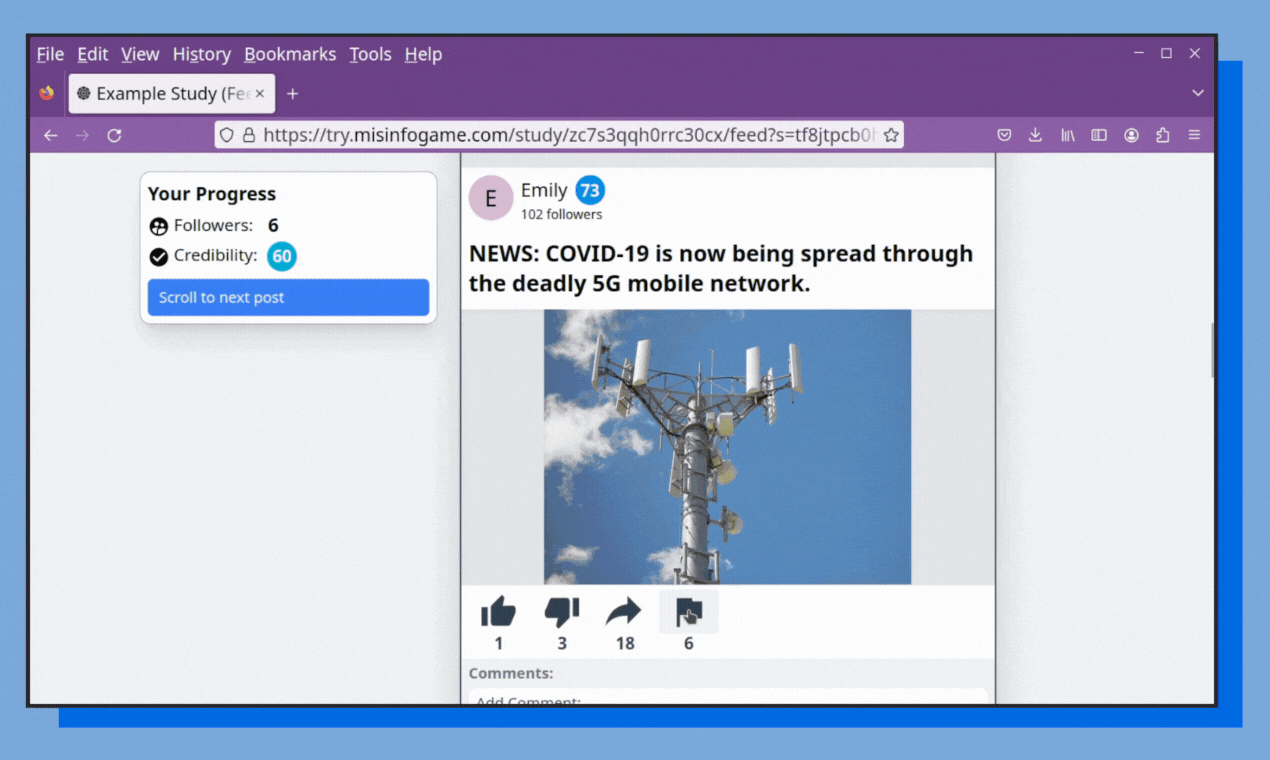 File Edit View History Bookmarks Tools Help
Example Study (Fee
https://try.misinfogame.com/study/zc7s3qqh0rrc30cx/feed?s=tf8jtpcb0
Your Progress
Followers: 6
Credibility: 60
Scroll to next post
E
Emily 73
102 followers
NEWS: COVID-19 is now being spread through
the deadly 5G mobile network.
1 3 18 6
Comments:
Add Comment: